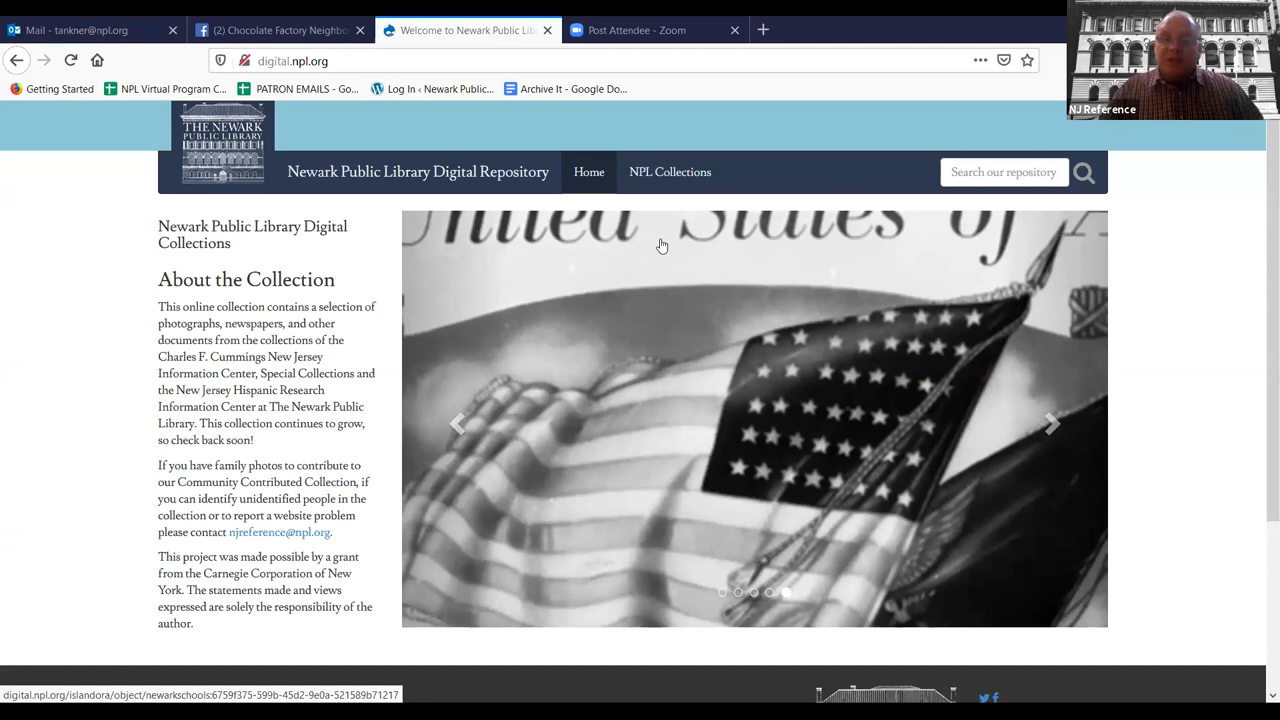 Mail - tankner@npl.org
(2) Chocolate Factory Neighbo
Welcome to Newark Public Lib
Post Attendee - Zoom
digital.npl.org
Getting Started
NPL Virtual Program C...
PATRON EMAILS - Go...
Log In ‹ Newark Public...
Archive It - Google Do...
NJ Reference
THE NEWARK
PUBLIC LIBRARY
Newark Public Library Digital Repository
Home
NPL Collections
Search our repository
Newark Public Library Digital
Collections
About the Collection
This online collection contains a selection of
photographs, newspapers, and other
documents from the collections of the
Charles F. Cummings New Jersey
Information Center, Special Collections and
the New Jersey Hispanic Research
Information Center at The Newark Public
Library. This collection continues to grow,
so check back soon!
If you have family photos to contribute to
our Community Contributed Collection, if
you can identify unidentified people in the
collection or to report a website problem
please contact njreference@npl.org.
This project was made possible by a grant
from the Carnegie Corporation of New
York. The statements made and views
expressed are solely the responsibility of the
author.
United States of A
digital.npl.org/islandora/object/newarkschools:6759f375-599b-45d2-9e0a-521589b71217